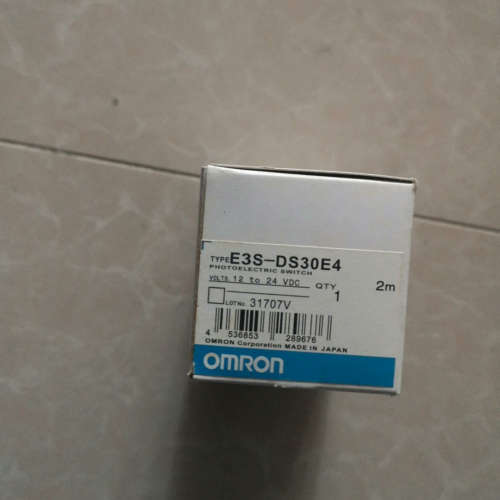 TYPE E3S-DS30E4
PHOTOELECTRIC SWITCH
VOLTS 12 to 24 VDC QTY 1 2m
LOT No. 31707V
4 536853 289676
OMRON Corporation MADE IN JAPAN
OMRON